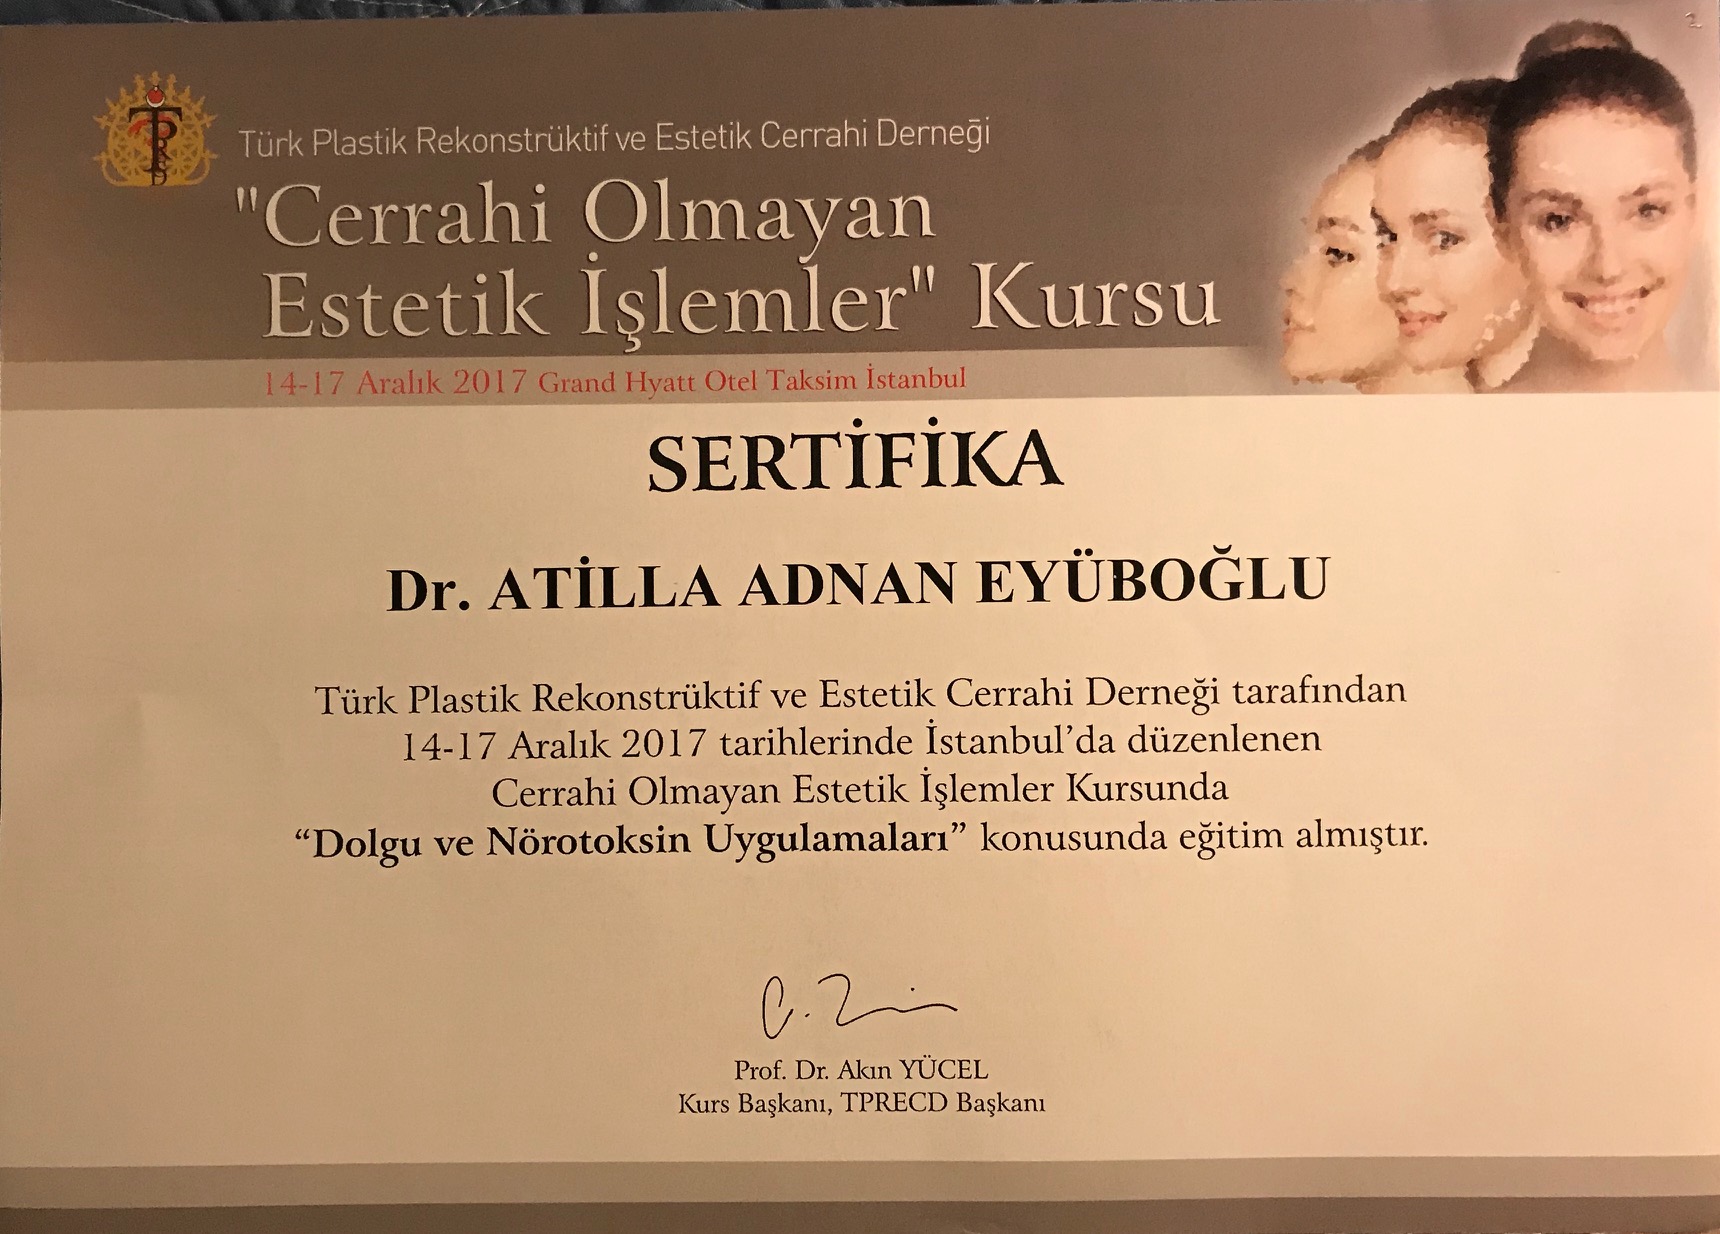 Türk Plastik Rekonstrüktif ve Estetik Cerrahi Derneği
"Cerrahi Olmayan
Estetik İşlemler" Kursu
14-17 Aralık 2017 Grand Hyatt Otel Taksim İstanbul
SERTİFİKA
Dr. ATİLLA ADNAN EYÜBOĞLU
Türk Plastik Rekonstrüktif ve Estetik Cerrahi Derneği tarafından
14-17 Aralık 2017 tarihlerinde İstanbul’da düzenlenen
Cerrahi Olmayan Estetik İşlemler Kursunda
“Dolgu ve Nörotoksin Uygulamaları” konusunda eğitim almıştır.
Prof. Dr. Akın YÜCEL
Kurs Başkanı, TPRECD Başkanı